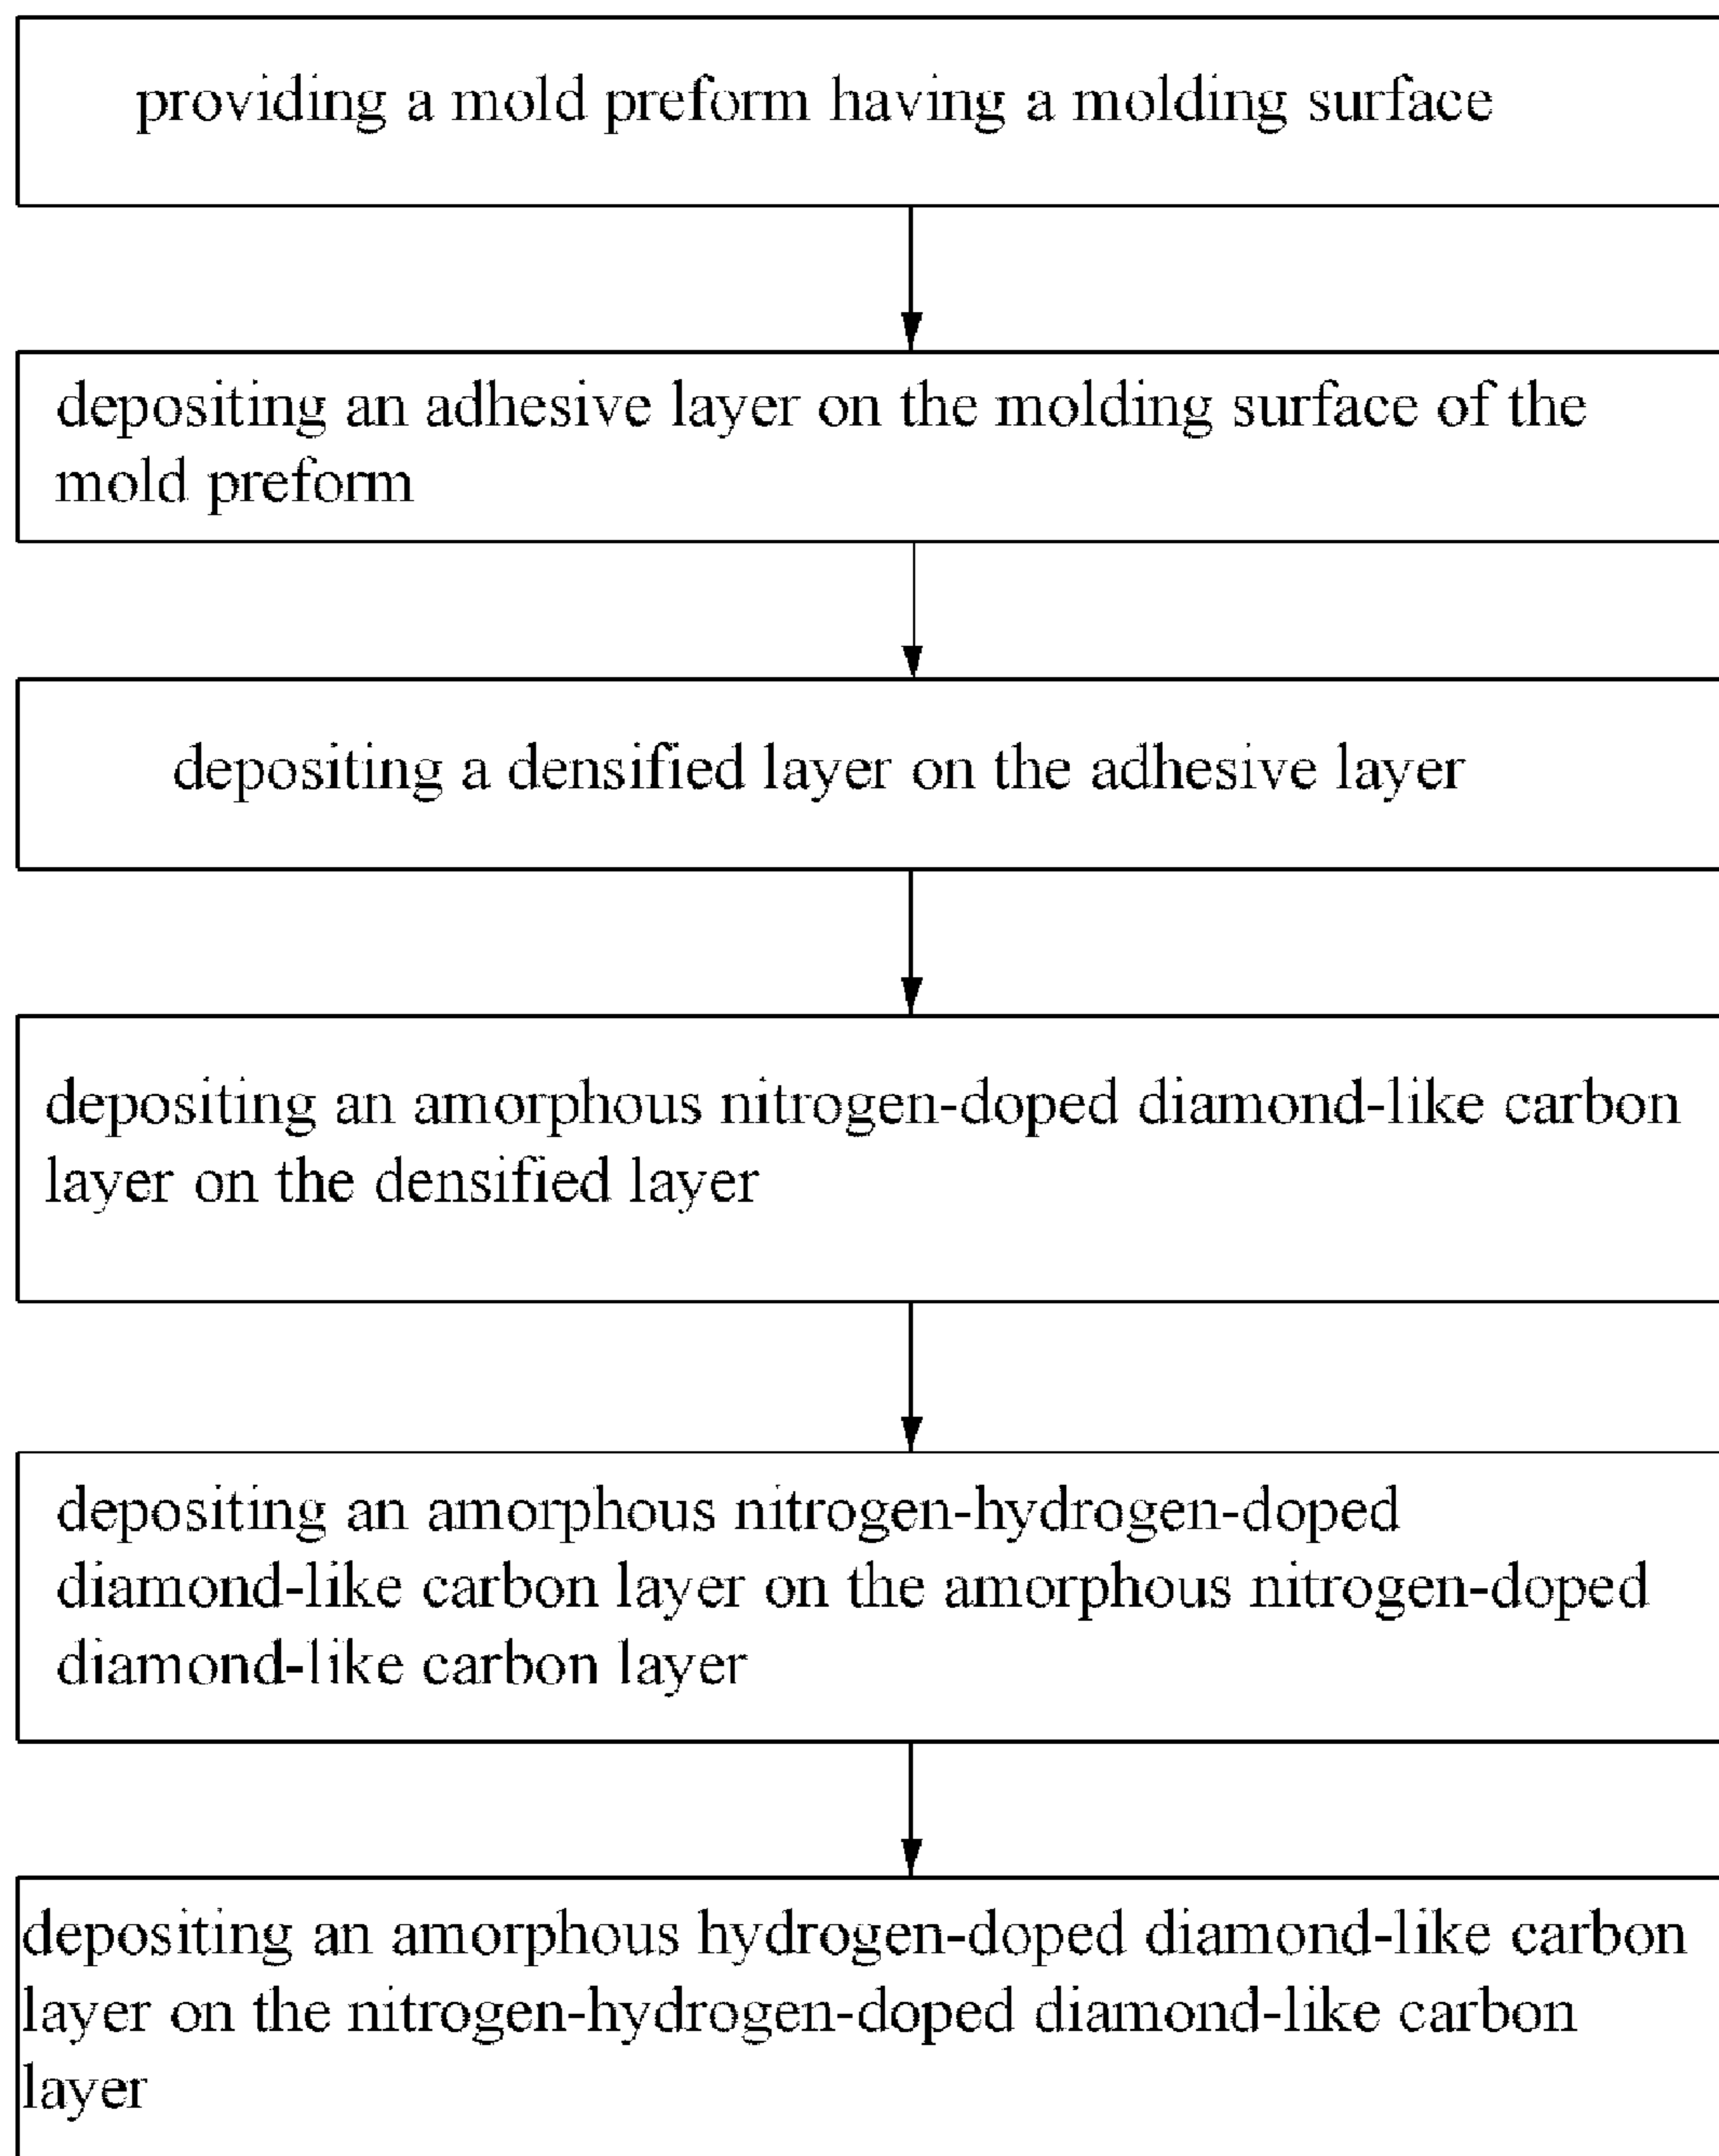 providing a mold preform having a molding surface
depositing an adhesive layer on the molding surface of the
mold preform
depositing a densified layer on the adhesive layer
depositing an amorphous nitrogen-doped diamond-like carbon
layer on the densified layer
depositing an amorphous nitrogen-hydrogen-doped
diamond-like carbon layer on the amorphous nitrogen-doped
diamond-like carbon layer
depositing an amorphous hydrogen-doped diamond-like carbon
layer on the nitrogen-hydrogen-doped diamond-like carbon
layer